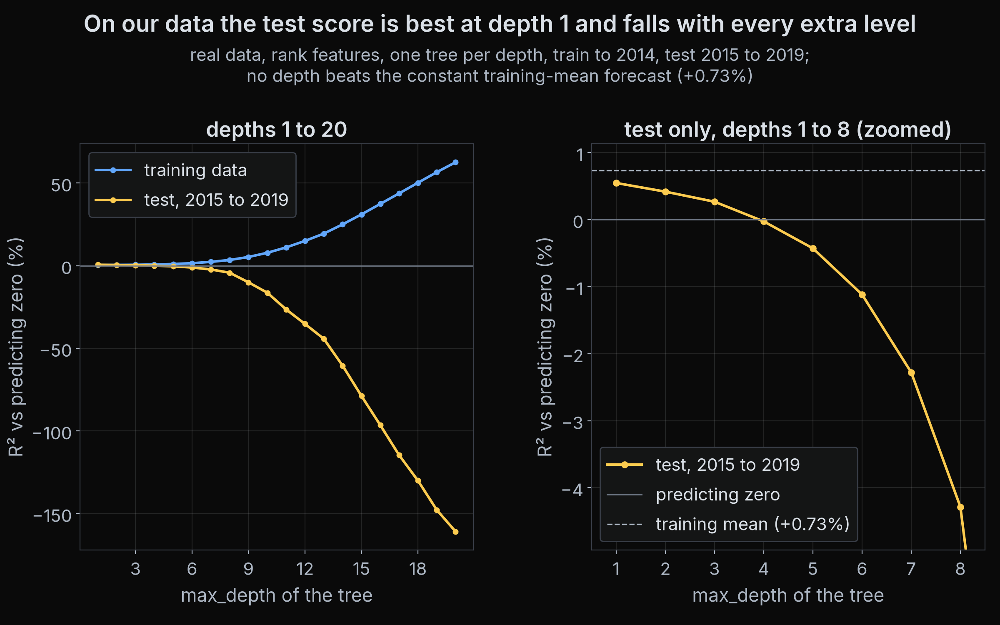 On our data the test score is best at depth 1 and falls with every extra level
real data, rank features, one tree per depth, train to 2014, test 2015 to 2019;
no depth beats the constant training-mean forecast (+0.73%)
depths 1 to 20
training data
test, 2015 to 2019
R² vs predicting zero (%)
50
0
−50
−100
−150
3 6 9 12 15 18
max_depth of the tree
test only, depths 1 to 8 (zoomed)
R² vs predicting zero (%)
1
0
−1
−2
−3
−4
test, 2015 to 2019
predicting zero
training mean (+0.73%)
1 2 3 4 5 6 7 8
max_depth of the tree